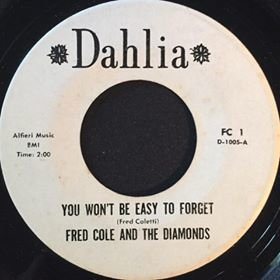 Dahlia
Alfieri Music
BMI
Time: 2:00
FC 1
D-1005-A
YOU WON'T BE EASY TO FORGET
(Fred Coletti)
FRED COLE AND THE DIAMONDS